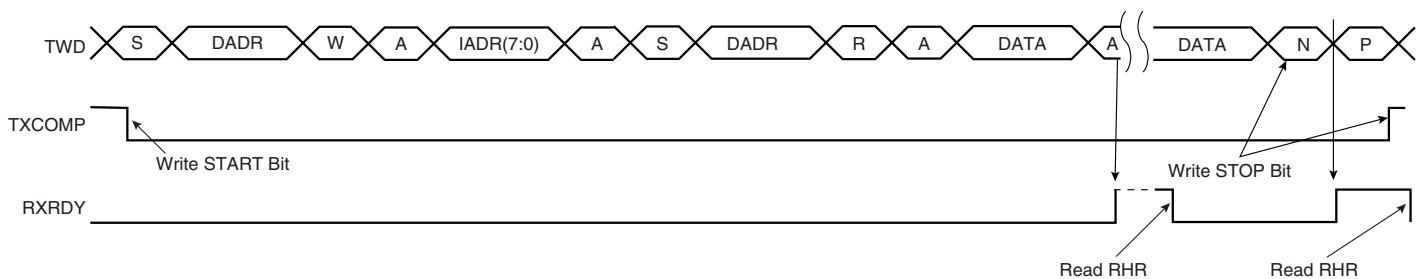 TWD S DADR W A IADR(7:0) A S DADR R A DATA A DATA N P
TXCOMP
Write START Bit
Write STOP Bit
RXRDY
Read RHR
Read RHR